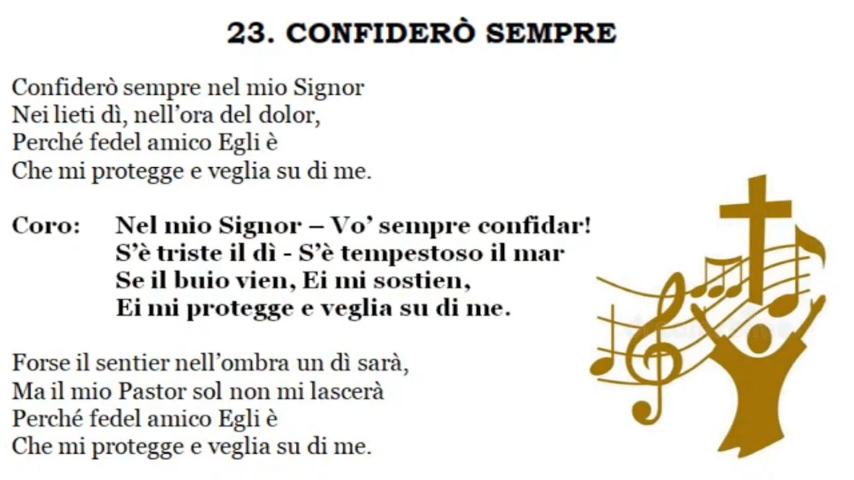 23. CONFIDERÒ SEMPRE
Confiderò sempre nel mio Signor
Nei lieti dì, nell’ora del dolor,
Perché fedel amico Egli è
Che mi protegge e veglia su di me.
Coro: Nel mio Signor – Vo’ sempre confidar!
S’è triste il dì - S’è tempestoso il mar
Se il buio vien, Ei mi sostien,
Ei mi protegge e veglia su di me.
Forse il sentier nell’ombra un dì sarà,
Ma il mio Pastor sol non mi lascerà
Perché fedel amico Egli è
Che mi protegge e veglia su di me.